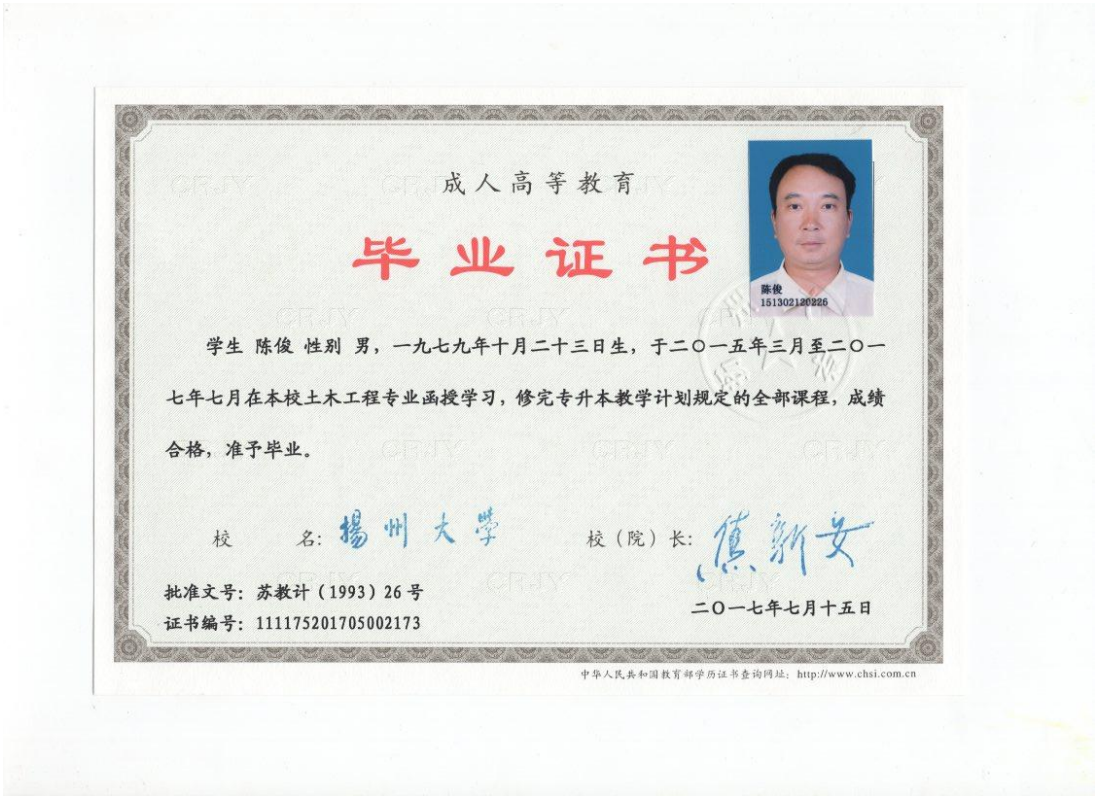 成人高等教育
毕业证书
陈俊
151302120226
学生 陈俊 性别 男，一九七九年十月二十三日生，于二〇一五年三月至二〇一
七年七月在本校土木工程专业函授学习，修完专升本教学计划规定的全部课程，成绩
合格，准予毕业。
校 名：揚州大學 校（院）长：焦新安
批准文号：苏教计（1993）26号
二〇一七年七月十五日
证书编号：111175201705002173
中华人民共和国教育部学历证书查询网址：http://www.chsi.com.cn